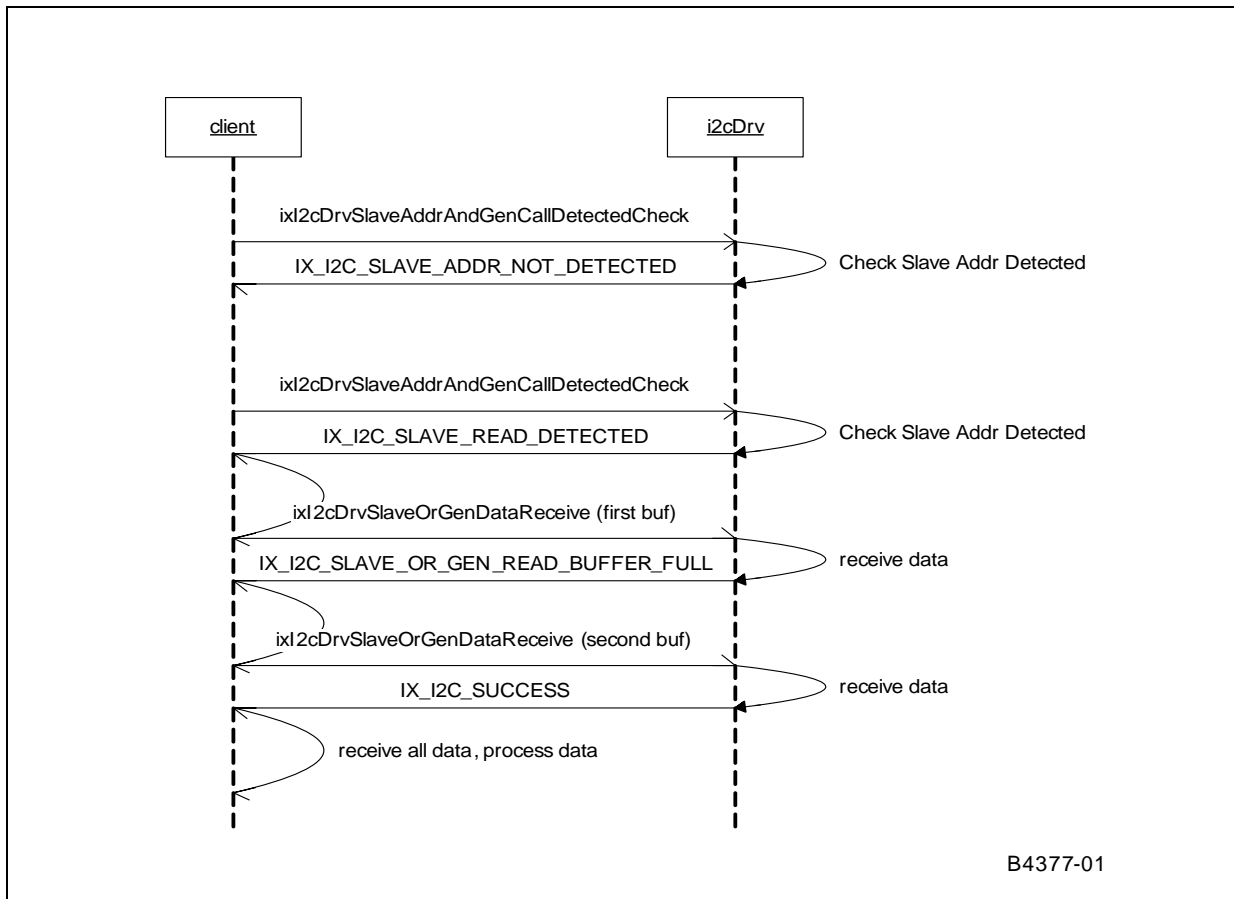 client
i2cDrv
ixI2cDrvSlaveAddrAndGenCallDetectedCheck
IX_I2C_SLAVE_ADDR_NOT_DETECTED
Check Slave Addr Detected
ixI2cDrvSlaveAddrAndGenCallDetectedCheck
IX_I2C_SLAVE_READ_DETECTED
Check Slave Addr Detected
ixI2cDrvSlaveOrGenDataReceive (first buf)
IX_I2C_SLAVE_OR_GEN_READ_BUFFER_FULL
receive data
ixI2cDrvSlaveOrGenDataReceive (second buf)
IX_I2C_SUCCESS
receive data
receive all data, process data
B4377-01